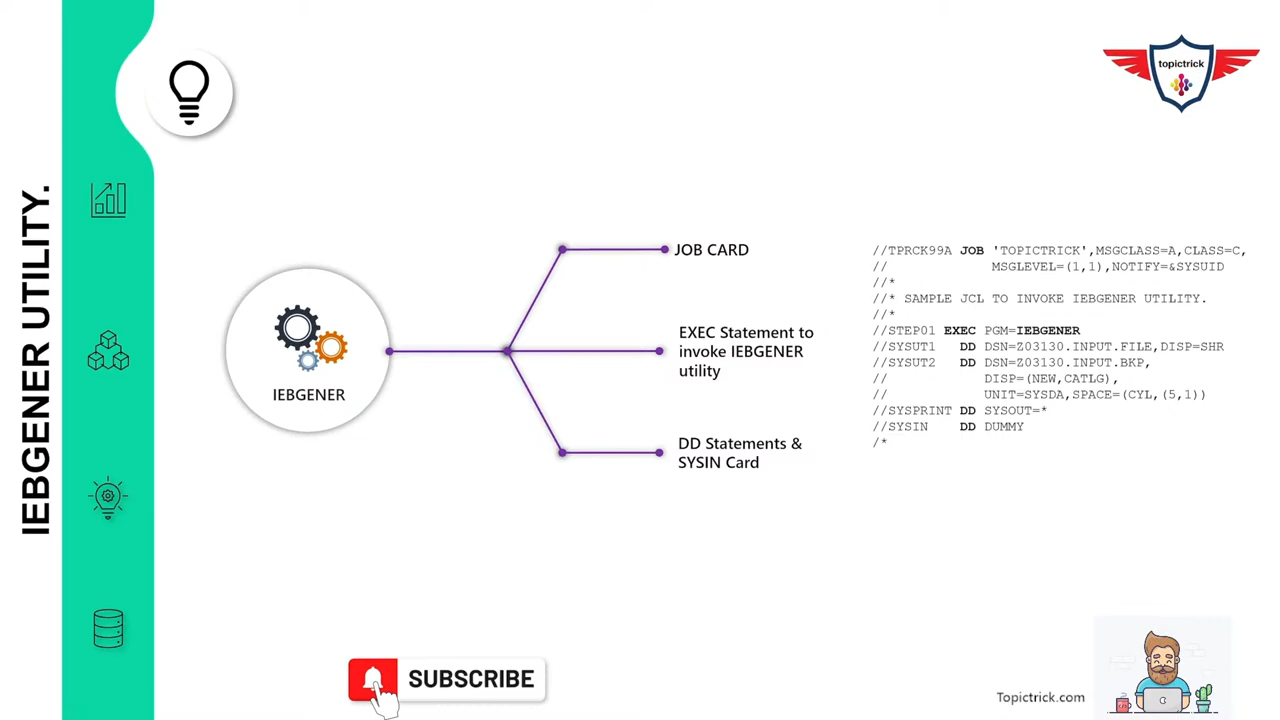 IEBGENER UTILITY.
topictrick
IEBGENER
JOB CARD
EXEC Statement to
invoke IEBGENER
utility
DD Statements &
SYSIN Card
//TPRCK99A JOB 'TOPICTRICK',MSGCLASS=A,CLASS=C,
// MSGLEVEL=(1,1),NOTIFY=&SYSUID
//*
//* SAMPLE JCL TO INVOKE IEBGENER UTILITY.
//*
//STEP01 EXEC PGM=IEBGENER
//SYSUT1 DD DSN=Z03130.INPUT.FILE,DISP=SHR
//SYSUT2 DD DSN=Z03130.INPUT.BKP,
// DISP=(NEW,CATLG),
// UNIT=SYSDA,SPACE=(CYL,(5,1))
//SYSPRINT DD SYSOUT=*
//SYSIN DD DUMMY
/*
SUBSCRIBE
Topictrick.com